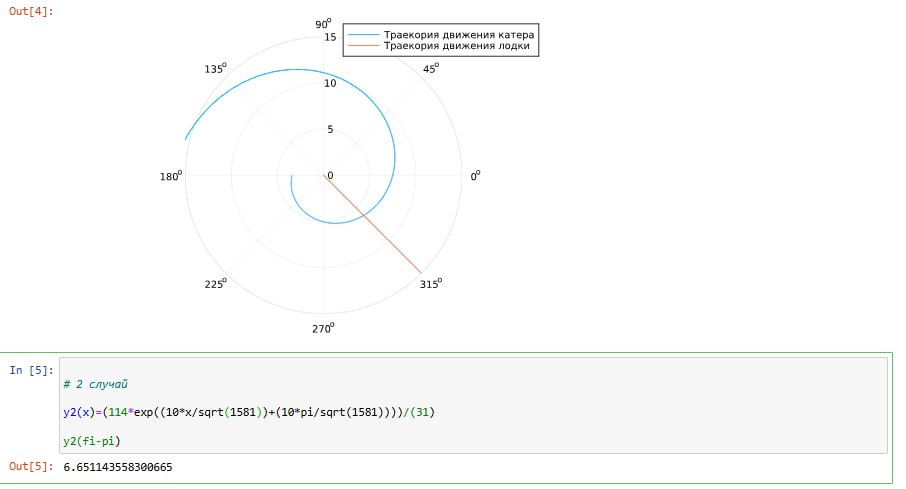 Out[4]:
90°
15
Траекория движения катера
Траекория движения лодки
135°
45°
10
5
180°
0
0°
225°
315°
270°
In [5]:
# 2 случай
y2(x)=(114*exp((10*x/sqrt(1581))+(10*pi/sqrt(1581))))/(31)
y2(fi-pi)
Out[5]:
6.651143558300665